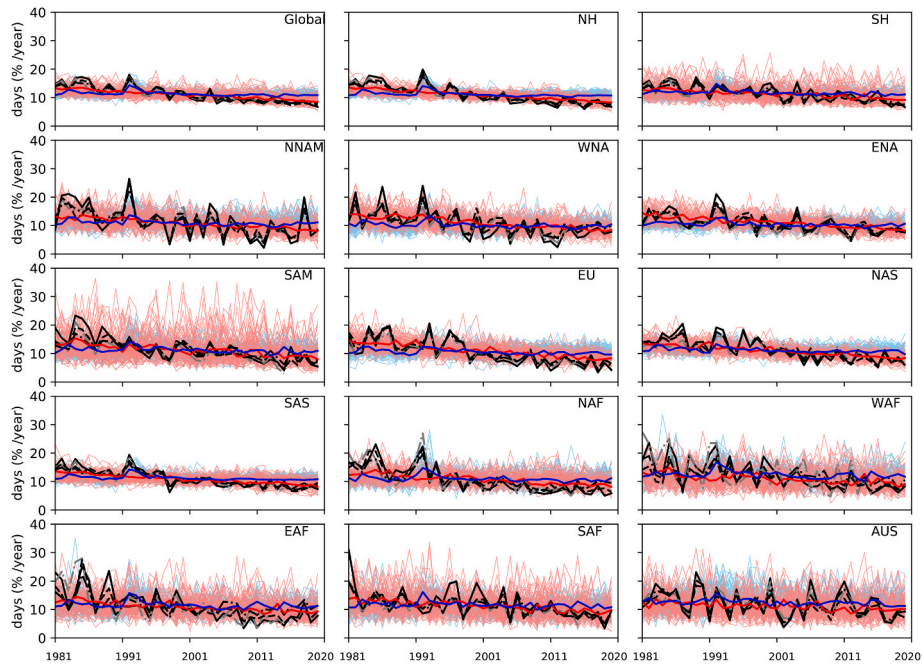 40 Global NH SH
30
20
10
0
days (% /year)
40 NNAM WNA ENA
30
20
10
0
days (% /year)
40 SAM EU NAS
30
20
10
0
days (% /year)
40 SAS NAF WAF
30
20
10
0
days (% /year)
40 EAF SAF AUS
30
20
10
0
days (% /year)
1981 1991 2001 2011 2020 1981 1991 2001 2011 2020 1981 1991 2001 2011 2020